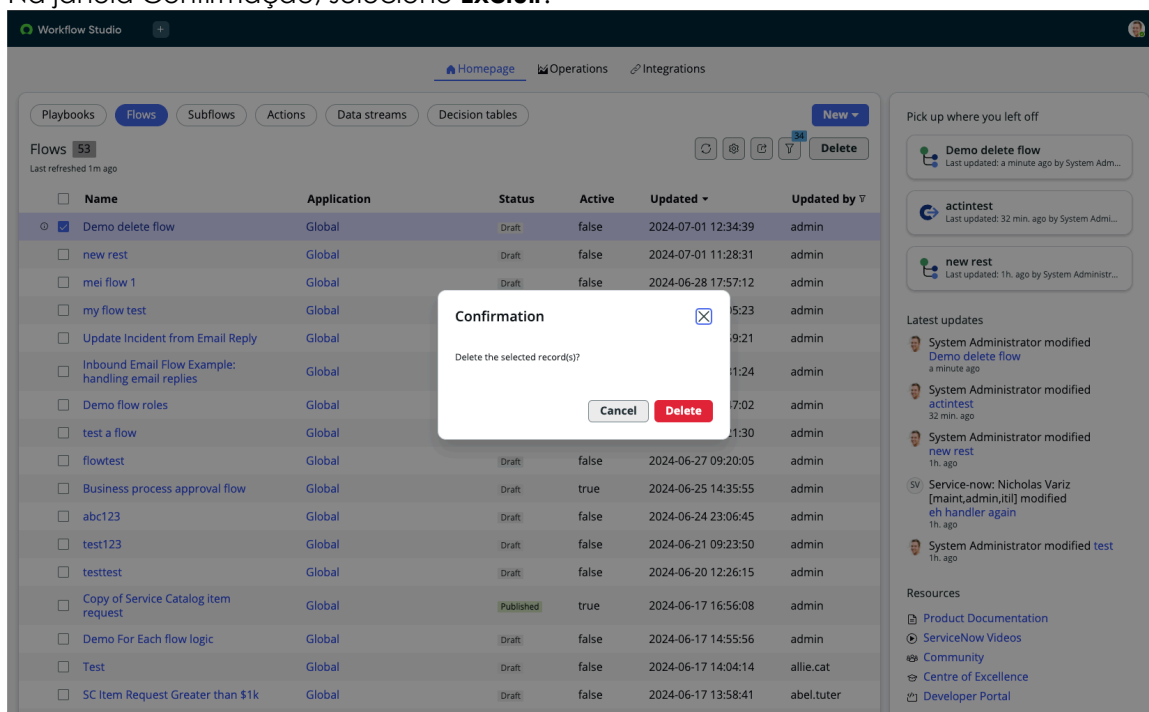 Na janela Confirmação, selecione Excluir.
Workflow Studio
Homepage Operations Integrations
Playbooks Flows Subflows Actions Data streams Decision tables New
Flows 53
Last refreshed 1m ago
34
Delete
Name Application Status Active Updated Updated by
Demo delete flow Global Draft false 2024-07-01 12:34:39 admin
new rest Global Draft false 2024-07-01 11:28:31 admin
mei flow 1 Global Draft false 2024-06-28 17:57:12 admin
my flow test Global 05:23 admin
Update Incident from Email Reply Global 9:21 admin
Inbound Email Flow Example:
handling email replies
Global 1:24 admin
Demo flow roles Global 7:02 admin
test a flow Global 21:30 admin
flowtest Global Draft false 2024-06-27 09:20:05 admin
Business process approval flow Global Draft true 2024-06-25 14:35:55 admin
abc123 Global Draft false 2024-06-24 23:06:45 admin
test123 Global Draft false 2024-06-21 09:23:50 admin
testtest Global Draft false 2024-06-20 12:26:15 admin
Copy of Service Catalog item
request
Global Published true 2024-06-17 16:56:08 admin
Demo For Each flow logic Global Draft false 2024-06-17 14:55:56 admin
Test Global Draft false 2024-06-17 14:04:14 allie.cat
SC Item Request Greater than $1k Global Draft false 2024-06-17 13:58:41 abel.tuter
Confirmation
Delete the selected record(s)?
Cancel Delete
Pick up where you left off
Demo delete flow
Last updated: a minute ago by System Adm...
actintest
Last updated: 32 min. ago by System Admi...
new rest
Last updated: 1h. ago by System Administr...
Latest updates
System Administrator modified
Demo delete flow
a minute ago
System Administrator modified
actintest
32 min. ago
System Administrator modified
new rest
1h. ago
SV Service-now: Nicholas Variz
[maint,admin,itil] modified
eh handler again
1h. ago
System Administrator modified test
1h. ago
Resources
Product Documentation
ServiceNow Videos
Community
Centre of Excellence
Developer Portal